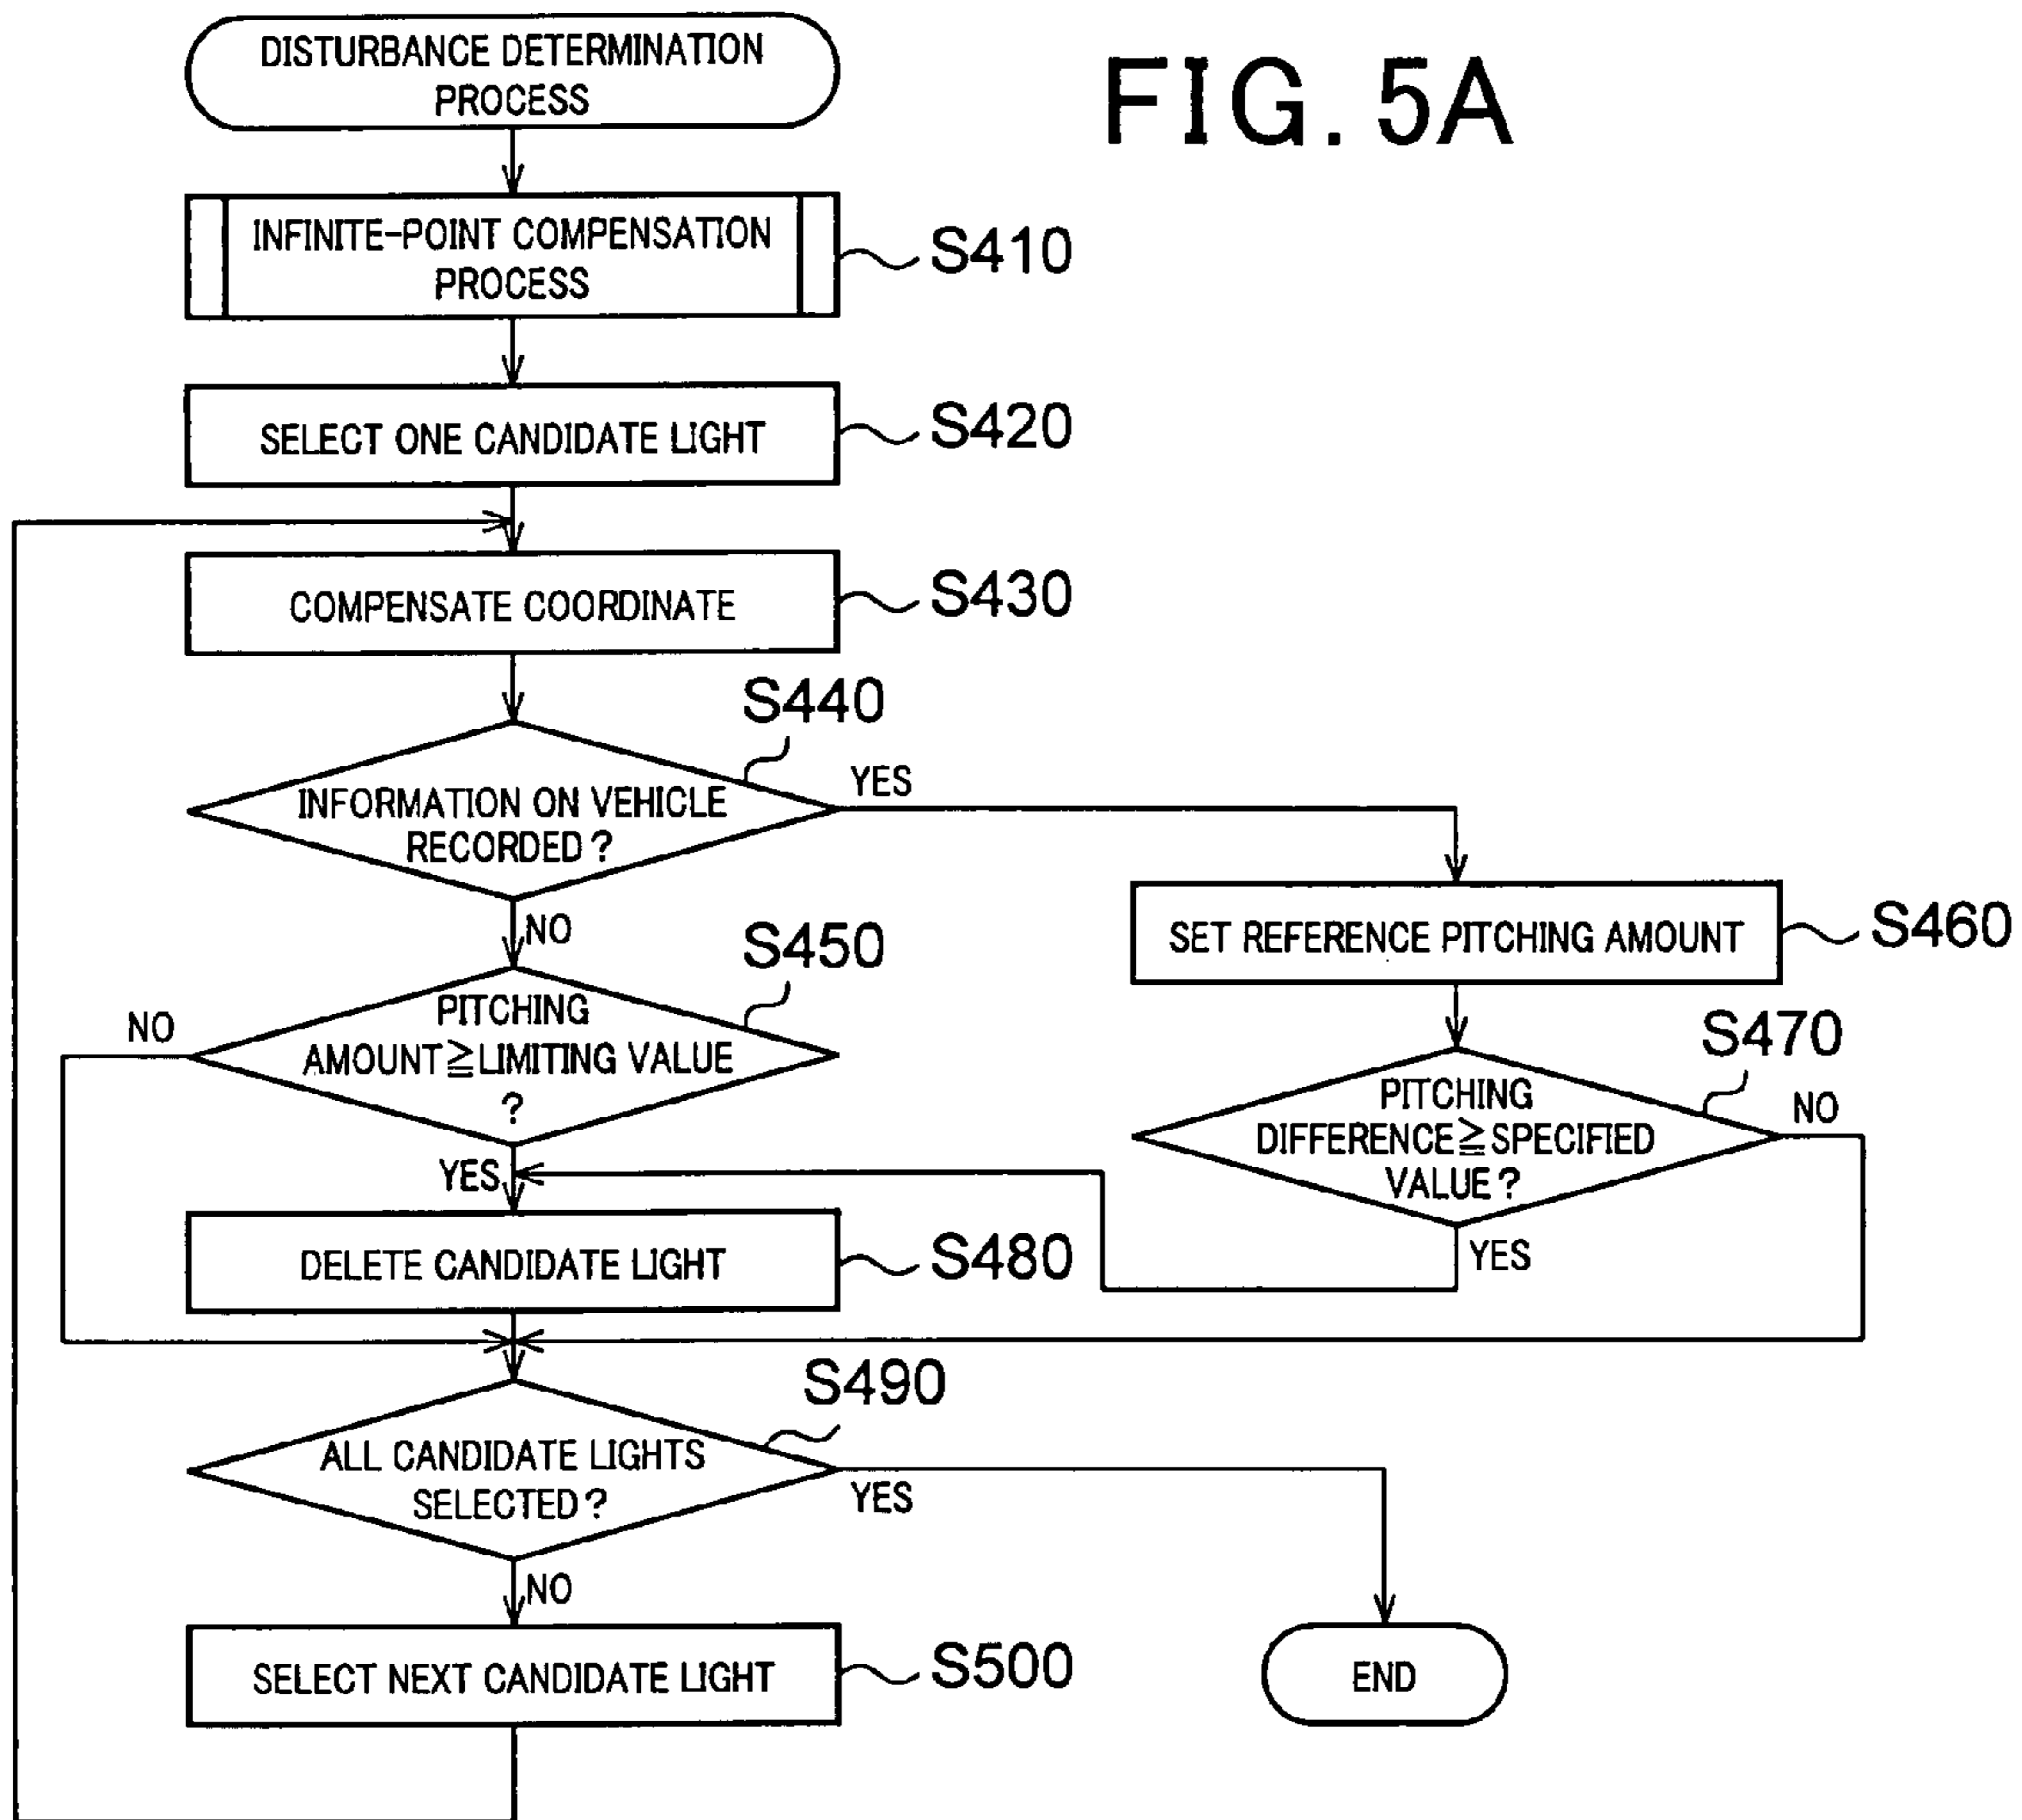 FIG. 5A
DISTURBANCE DETERMINATION
PROCESS
INFINITE-POINT COMPENSATION
PROCESS
S410
SELECT ONE CANDIDATE LIGHT
S420
COMPENSATE COORDINATE
S430
S440
INFORMATION ON VEHICLE
RECORDED?
YES
NO
S450
PITCHING
AMOUNT≧LIMITING VALUE
?
NO
YES
SET REFERENCE PITCHING AMOUNT
S460
S470
PITCHING
DIFFERENCE≧SPECIFIED
VALUE?
NO
YES
DELETE CANDIDATE LIGHT
S480
S490
ALL CANDIDATE LIGHTS
SELECTED?
YES
NO
SELECT NEXT CANDIDATE LIGHT
S500
END